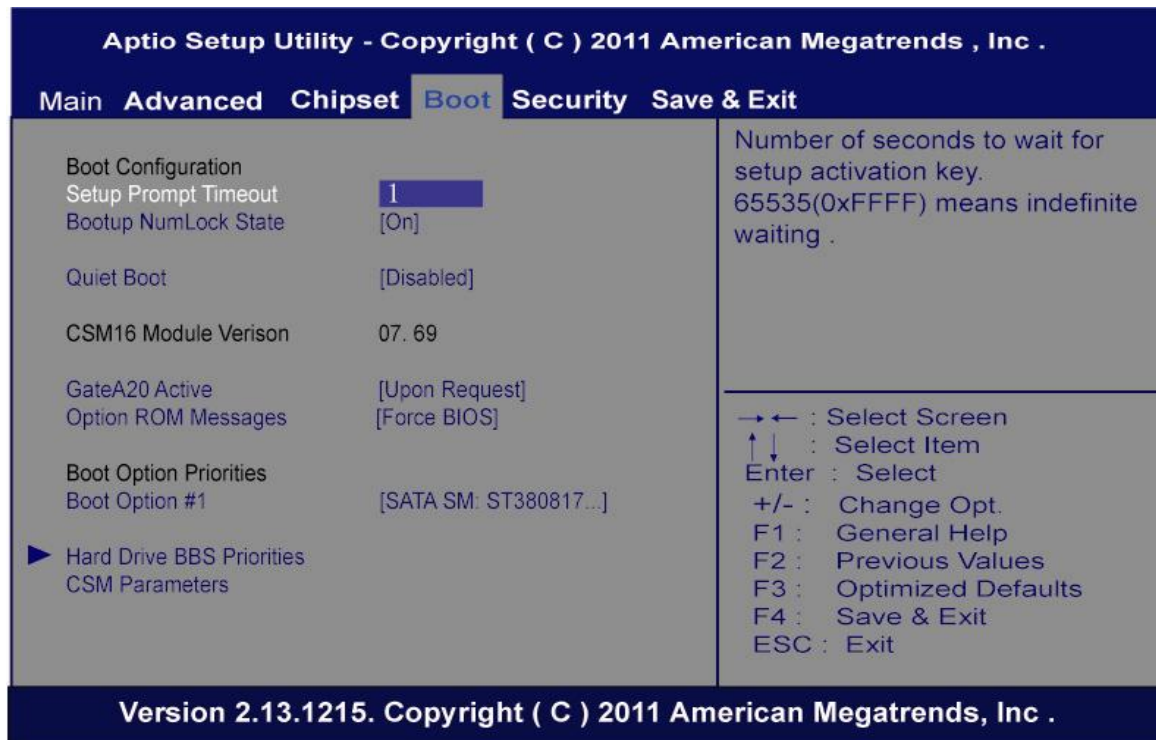 Aptio Setup Utility - Copyright ( C ) 2011 American Megatrends , Inc .
Main Advanced Chipset Boot Security Save & Exit
Boot Configuration
Setup Prompt Timeout 1
Bootup NumLock State [On]
Quiet Boot [Disabled]
CSM16 Module Verison 07. 69
GateA20 Active [Upon Request]
Option ROM Messages [Force BIOS]
Boot Option Priorities
Boot Option #1 [SATA SM: ST380817...]
Hard Drive BBS Priorities
CSM Parameters
Number of seconds to wait for
setup activation key.
65535(0xFFFF) means indefinite
waiting .
→← : Select Screen
↑↓ : Select Item
Enter : Select
+/- : Change Opt.
F1 : General Help
F2 : Previous Values
F3 : Optimized Defaults
F4 : Save & Exit
ESC : Exit
Version 2.13.1215. Copyright ( C ) 2011 American Megatrends, Inc .